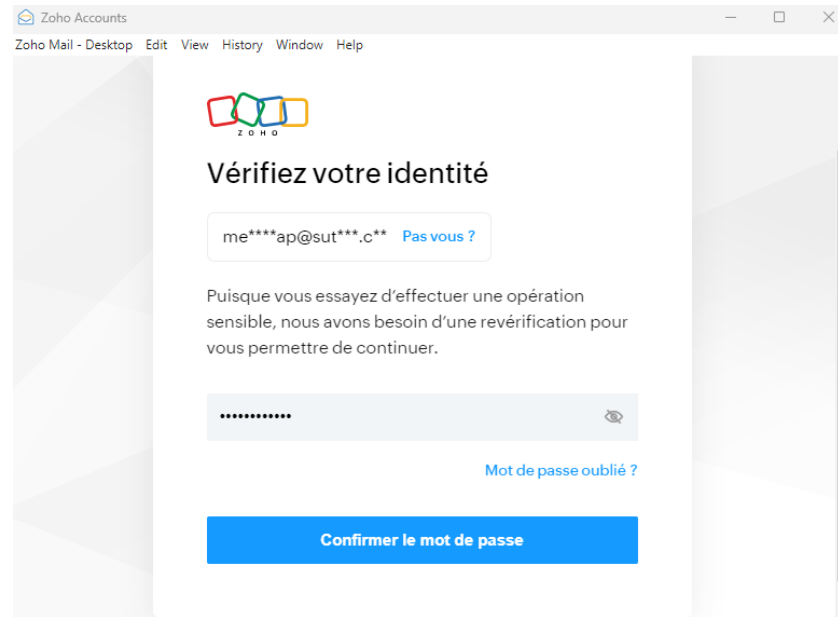 Zoho Accounts
Zoho Mail - Desktop Edit View History Window Help
ZOHO
Vérifiez votre identité
me****ap@sut***.c** Pas vous ?
Puisque vous essayez d'effectuer une opération
sensible, nous avons besoin d'une revérification pour
vous permettre de continuer.
••••••••••••
Mot de passe oublié ?
Confirmer le mot de passe